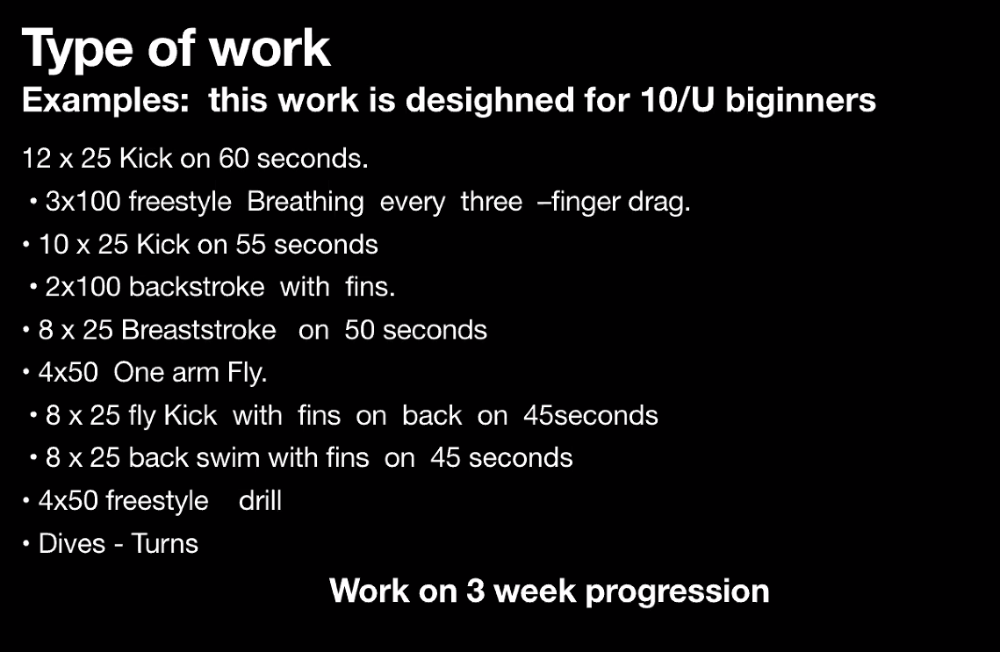 Type of work
Examples:  this work is desighned for 10/U biginners
12 x 25 Kick on 60 seconds.
• 3x100 freestyle  Breathing  every  three  –finger drag.
• 10 x 25 Kick on 55 seconds
• 2x100 backstroke  with  fins.
• 8 x 25 Breaststroke   on  50 seconds
• 4x50  One arm Fly.
• 8 x 25 fly Kick  with  fins  on  back  on  45seconds
• 8 x 25 back swim with fins  on  45 seconds
• 4x50 freestyle    drill
• Dives - Turns
Work on 3 week progression